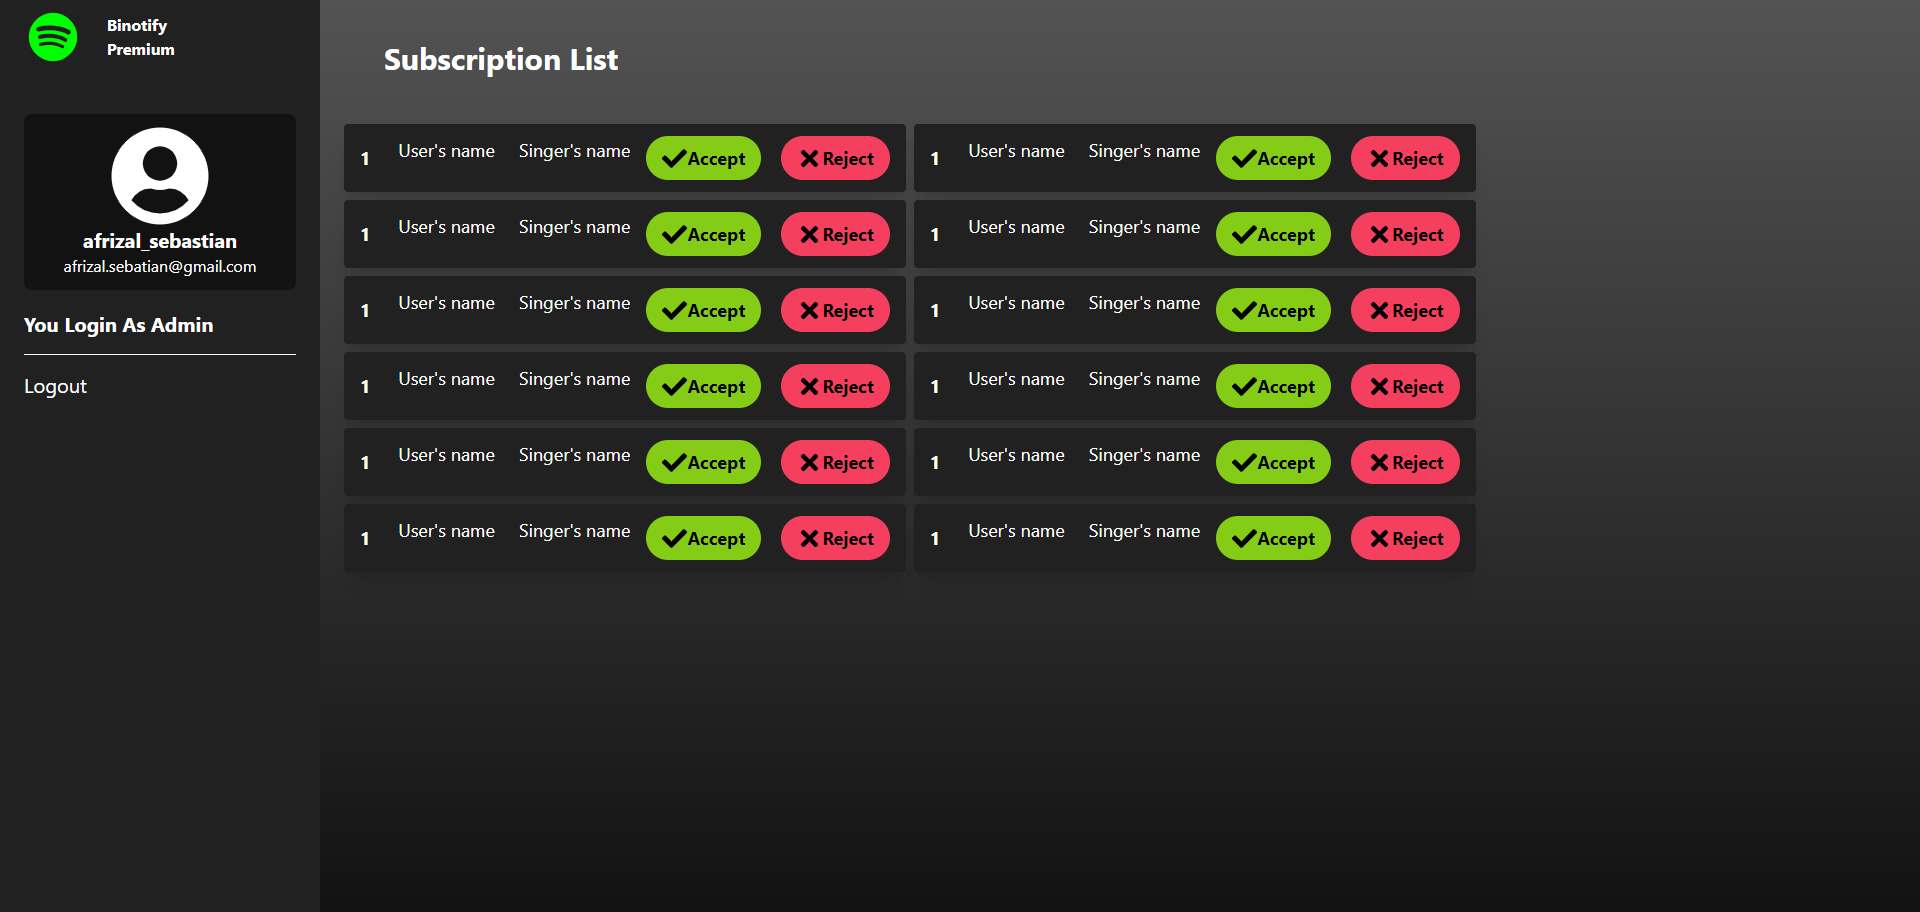 Binotify
Premium
afrizal_sebastian
afrizal.sebatian@gmail.com
You Login As Admin
Logout
Subscription List
1 User's name Singer's name Accept Reject 1 User's name Singer's name Accept Reject
1 User's name Singer's name Accept Reject 1 User's name Singer's name Accept Reject
1 User's name Singer's name Accept Reject 1 User's name Singer's name Accept Reject
1 User's name Singer's name Accept Reject 1 User's name Singer's name Accept Reject
1 User's name Singer's name Accept Reject 1 User's name Singer's name Accept Reject
1 User's name Singer's name Accept Reject 1 User's name Singer's name Accept Reject